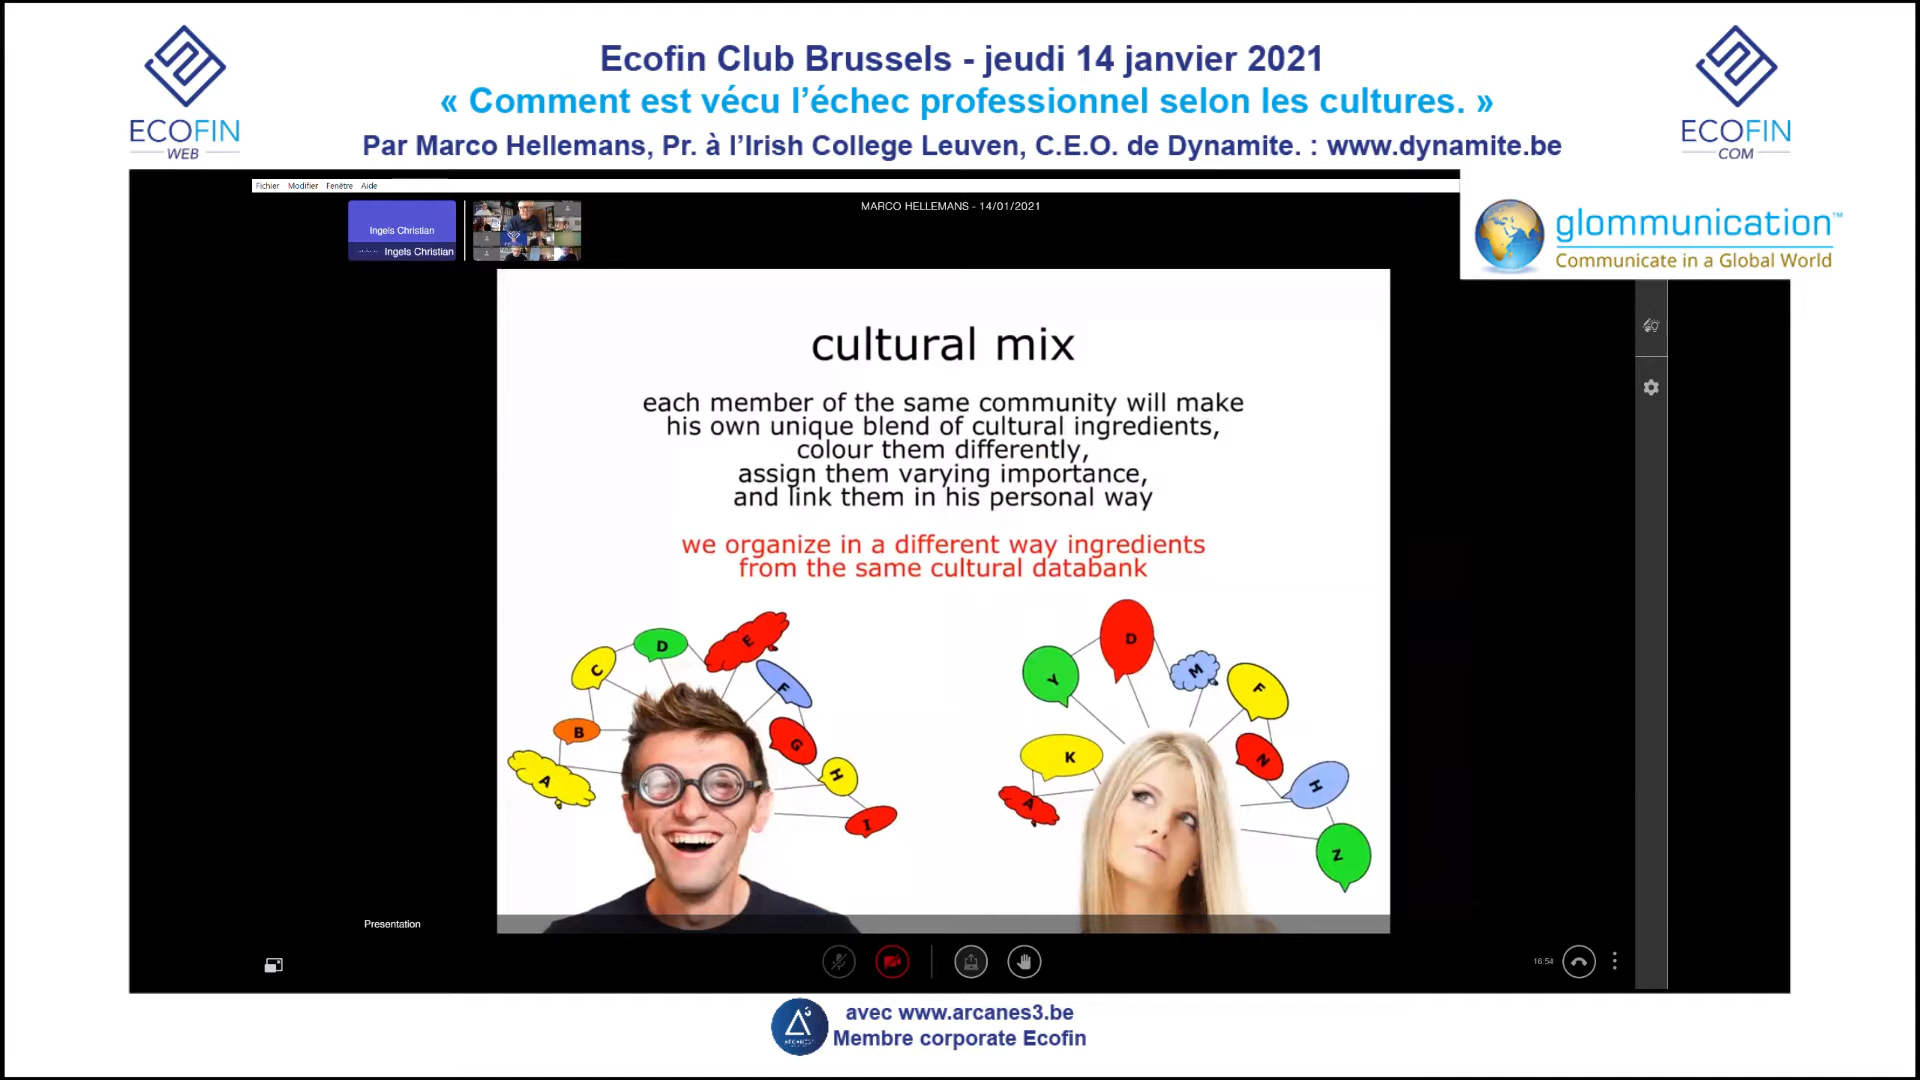 Ecofin Club Brussels - jeudi 14 janvier 2021
« Comment est vécu l’échec professionnel selon les cultures. »
Par Marco Hellemans, Pr. à l’Irish College Leuven, C.E.O. de Dynamite. : www.dynamite.be
ECOFIN
WEB
ECOFIN
COM
Fichier Modifier Fenêtre Aide
Ingels Christian
Ingels Christian
MARCO HELLEMANS - 14/01/2021
glommunication™
Communicate in a Global World
cultural mix
each member of the same community will make
his own unique blend of cultural ingredients,
colour them differently,
assign them varying importance,
and link them in his personal way
we organize in a different way ingredients
from the same cultural databank
A
B
C
D
E
F
G
H
I
A
K
Y
D
M
F
N
H
Z
Presentation
16:54
avec www.arcanes3.be
Membre corporate Ecofin